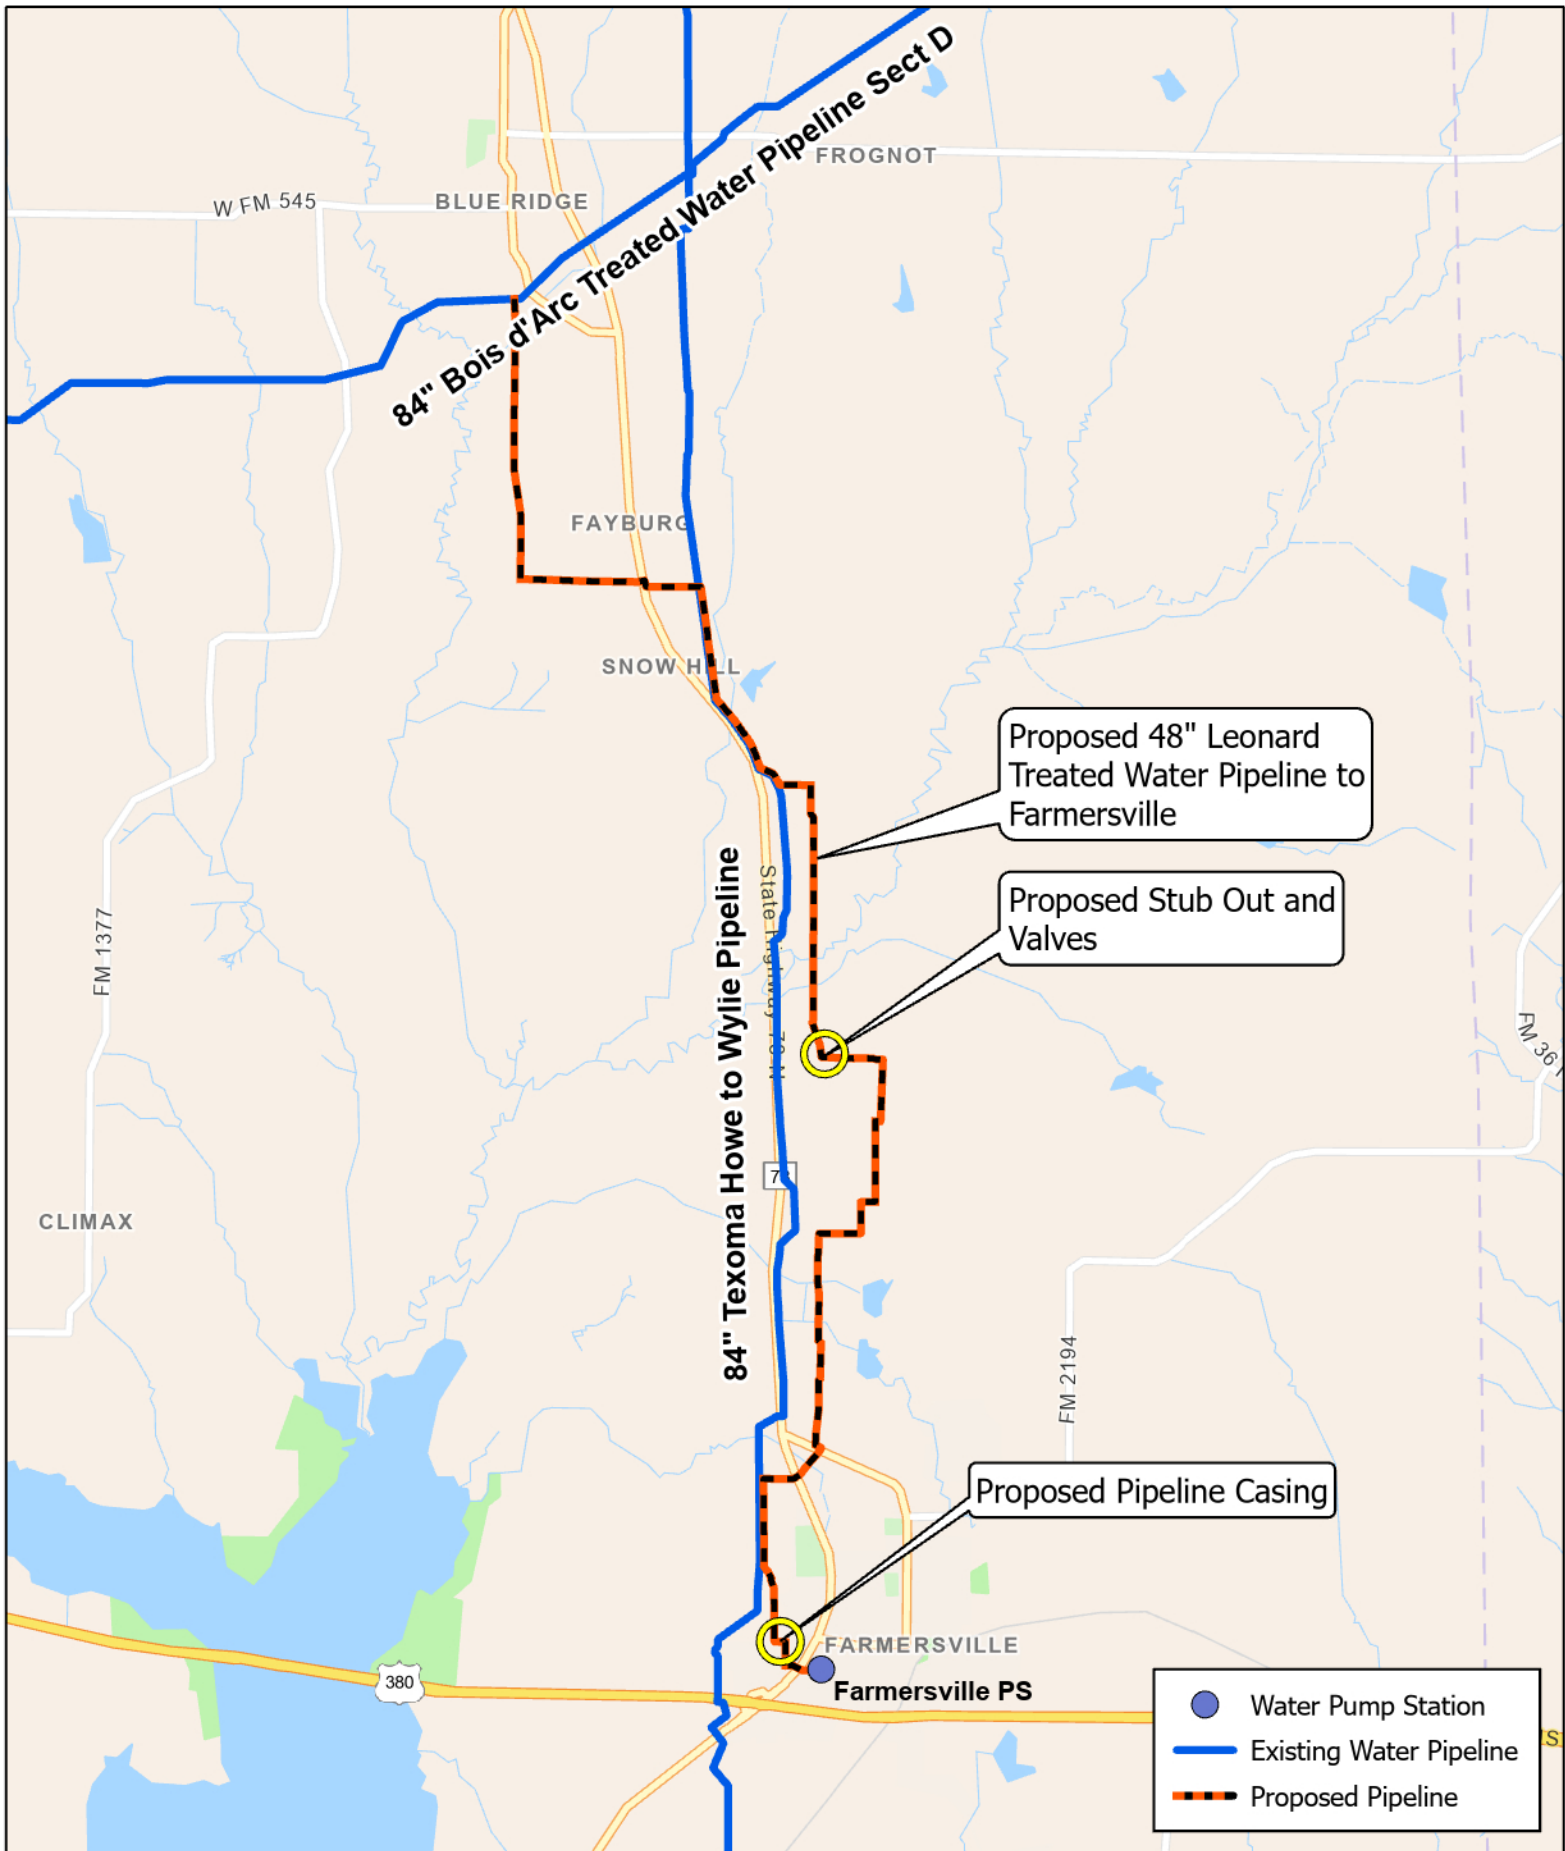 84" Bois d'Arc Treated Water Pipeline Sect D
FROGNOT
W FM 545
BLUE RIDGE
FAYBURG
SNOW HILL
Proposed 48" Leonard
Treated Water Pipeline to
Farmersville
Proposed Stub Out and
Valves
84" Texoma Howe to Wylie Pipeline
State Highway 78 N
FM 1377
CLIMAX
FM 2194
Proposed Pipeline Casing
380
FARMERSVILLE
Farmersville PS
Water Pump Station
Existing Water Pipeline
Proposed Pipeline